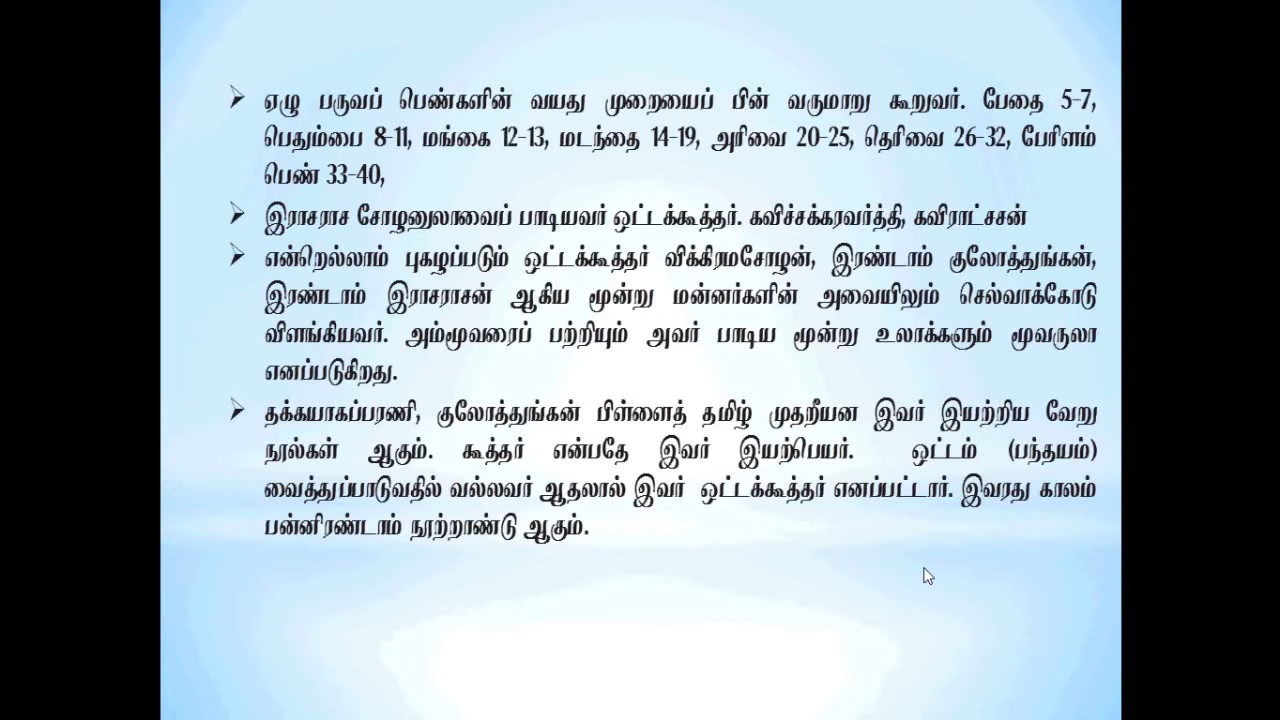 ஏழு பருவப் பெண்களின் வயது முறையைப் பின் வருமாறு கூறுவர். பேதை 5-7,
பெதும்பை 8-11, மங்கை 12-13, மடந்தை 14-19, அரிவை 20-25, தெரிவை 26-32, பேரிளம்
பெண் 33-40,
இராசராச சோழனுலாவைப் பாடியவர் ஒட்டக்கூத்தர். கவிச்சக்கரவர்த்தி, கவிராட்சசன்
என்றெல்லாம் புகழப்படும் ஒட்டக்கூத்தர் விக்கிரமசோழன், இரண்டாம் குலோத்துங்கன்,
இரண்டாம் இராசராசன் ஆகிய மூன்று மன்னர்களின் அவையிலும் செல்வாக்கோடு
விளங்கியவர். அம்மூவரைப் பற்றியும் அவர் பாடிய மூன்று உலாக்களும் மூவருலா
எனப்படுகிறது.
தக்கயாகப்பரணி, குலோத்துங்கன் பிள்ளைத் தமிழ் முதறீயன இவர் இயற்றிய வேறு
நூல்கள் ஆகும். கூத்தர் என்பதே இவர் இயற்பெயர். ஒட்டம் (பந்தயம்)
வைத்துப்பாடுவதில் வல்லவர் ஆதலால் இவர் ஒட்டக்கூத்தர் எனப்பட்டார். இவரது காலம்
பன்னிரண்டாம் நூற்றாண்டு ஆகும்.